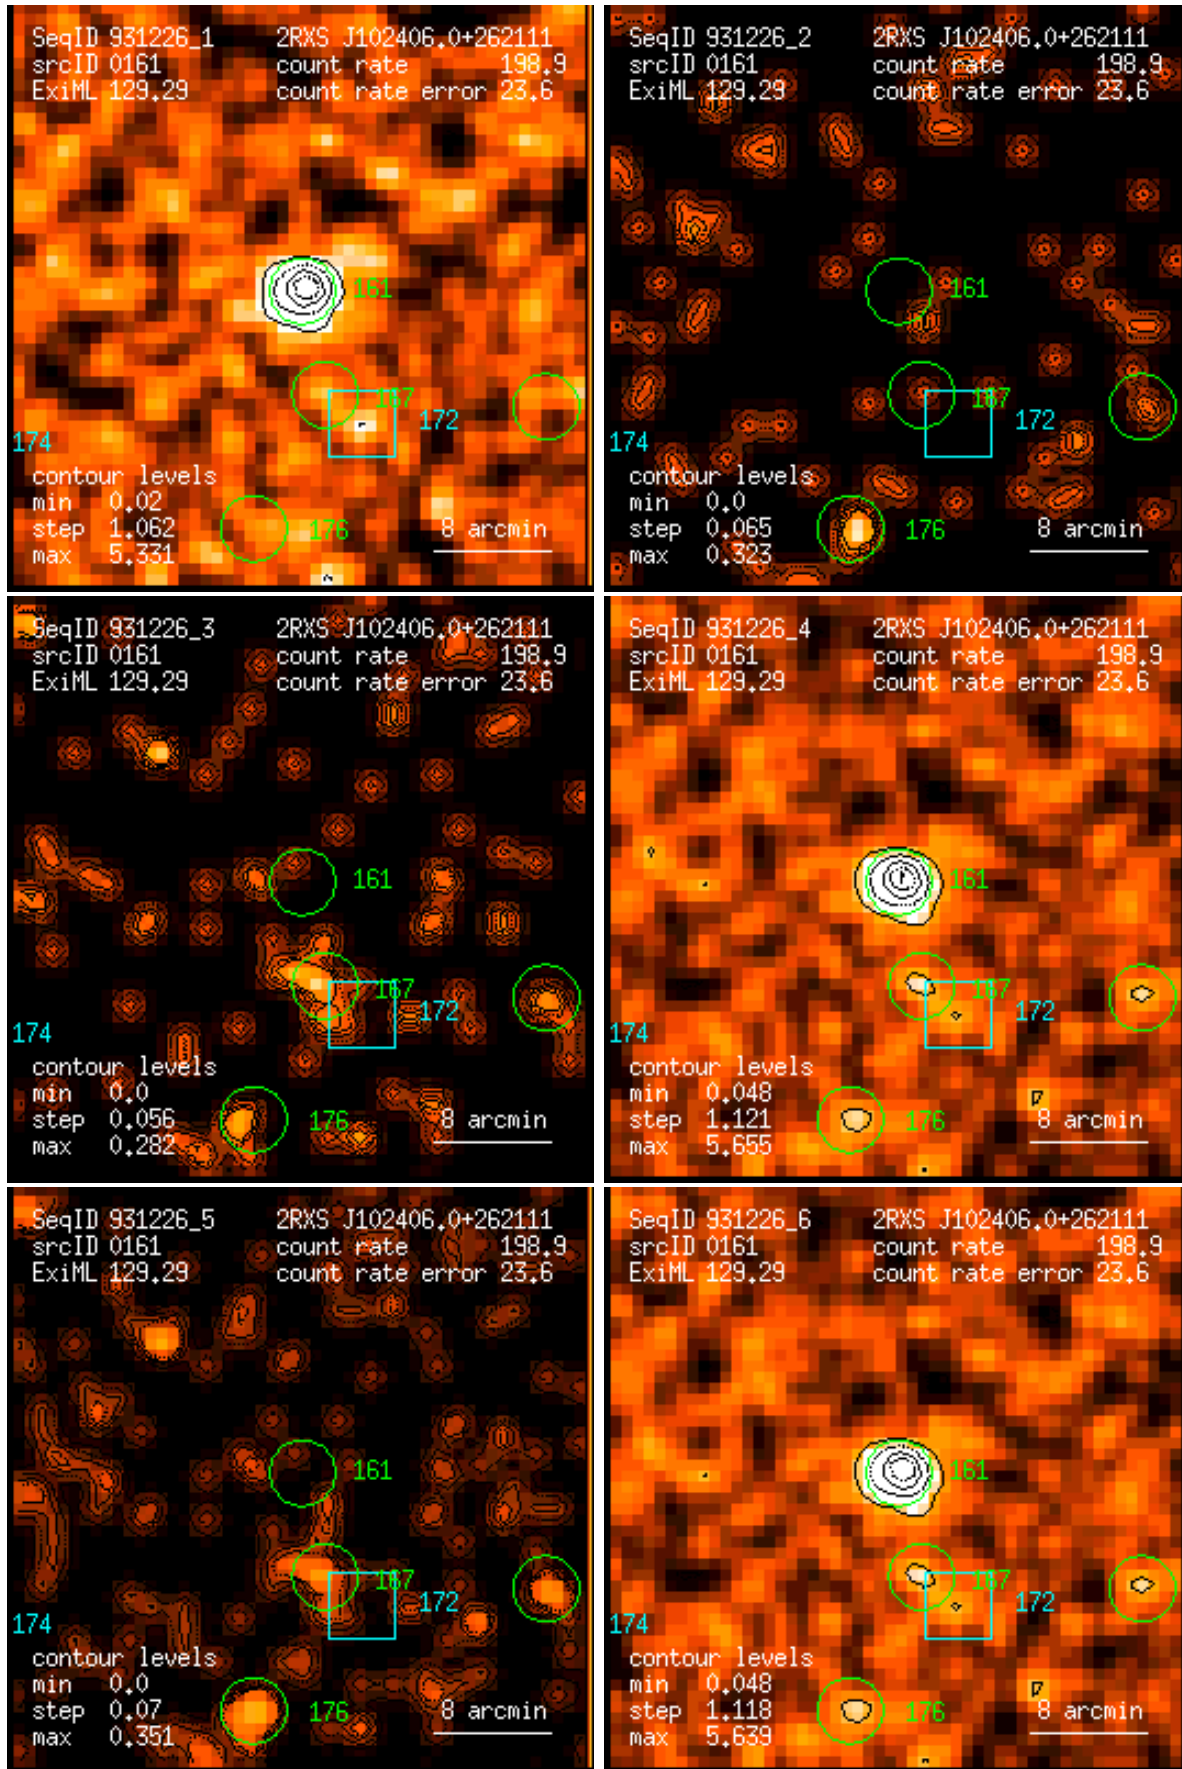 SeqID 931226_1 2RXS J102406.0+262111
srcID 0161 count rate 198.9
ExiML 129.29 count rate error 23.6
161
167
172
174
contour levels
min 0.02
step 1.062 176 8 arcmin
max 5.331
SeqID 931226_2 2RXS J102406.0+262111
srcID 0161 count rate 198.9
ExiML 129.29 count rate error 23.6
161
167
172
174
contour levels
min 0.0
step 0.065 176 8 arcmin
max 0.323
SeqID 931226_3 2RXS J102406.0+262111
srcID 0161 count rate 198.9
ExiML 129.29 count rate error 23.6
161
167
172
174
contour levels
min 0.0
step 0.056 176 8 arcmin
max 0.282
SeqID 931226_4 2RXS J102406.0+262111
srcID 0161 count rate 198.9
ExiML 129.29 count rate error 23.6
161
167
172
174
contour levels
min 0.048
step 1.121 176 8 arcmin
max 5.655
SeqID 931226_5 2RXS J102406.0+262111
srcID 0161 count rate 198.9
ExiML 129.29 count rate error 23.6
161
167
172
174
contour levels
min 0.0
step 0.07 176 8 arcmin
max 0.351
SeqID 931226_6 2RXS J102406.0+262111
srcID 0161 count rate 198.9
ExiML 129.29 count rate error 23.6
161
167
172
174
contour levels
min 0.048
step 1.118 176 8 arcmin
max 5.639